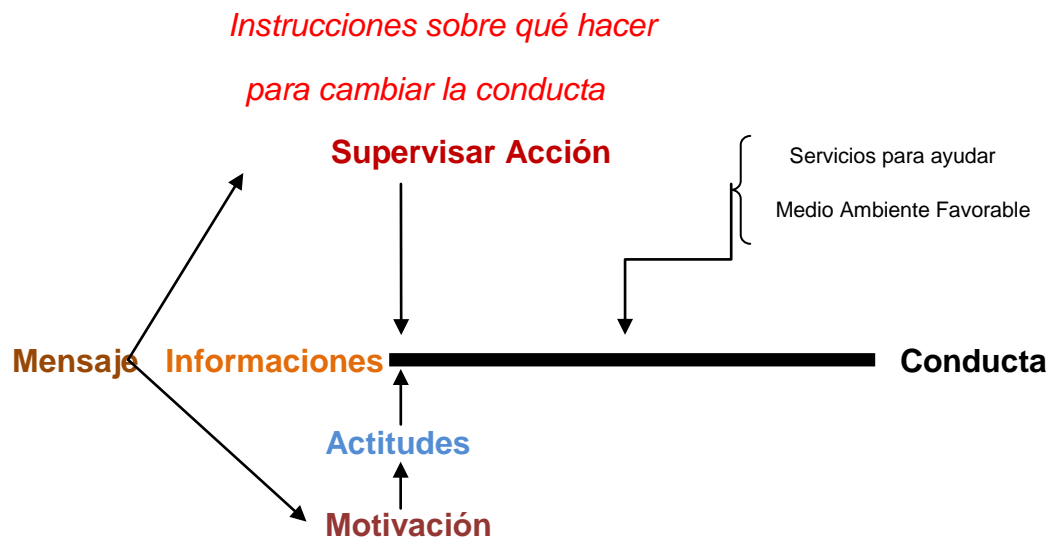 Instrucciones sobre qué hacer
para cambiar la conducta
Supervisar Acción
Servicios para ayudar
Medio Ambiente Favorable
Mensaje
Informaciones
Conducta
Actitudes
Motivación